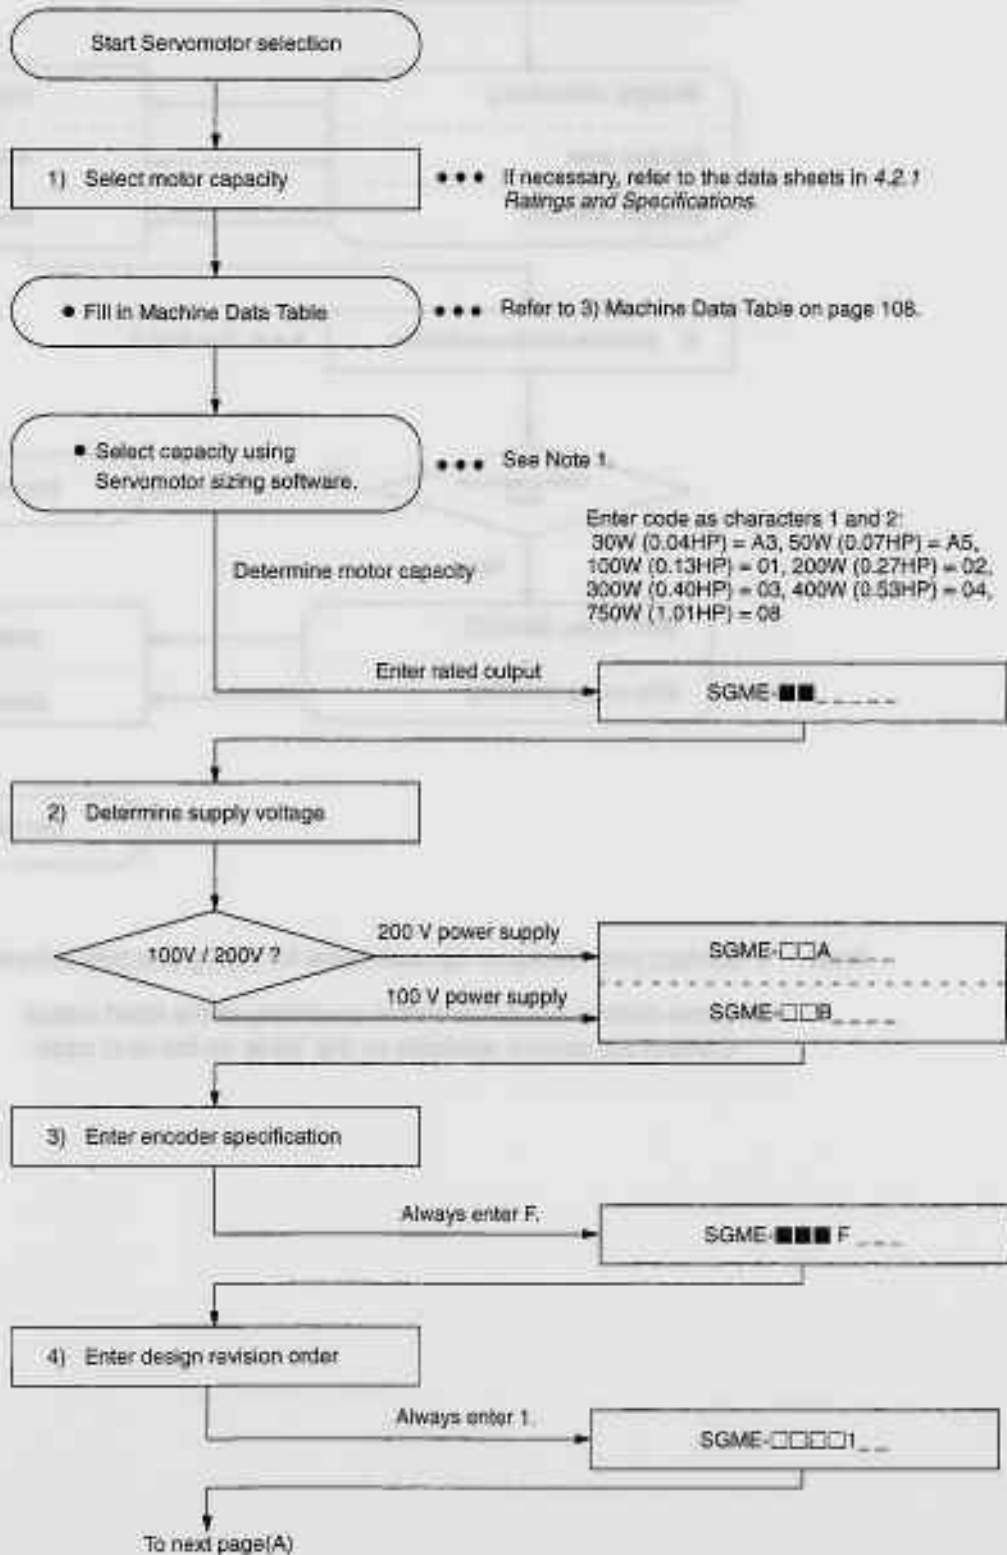 Start Servomotor selection
1) Select motor capacity
● ● ● If necessary, refer to the data sheets in 4.2.1
Ratings and Specifications.
● Fill in Machine Data Table
● ● ● Refer to 3) Machine Data Table on page 108.
● Select capacity using
Servomotor sizing software.
● ● ● See Note 1.
Enter code as characters 1 and 2:
30W (0.04HP) = A3, 50W (0.07HP) = A5,
100W (0.13HP) = 01, 200W (0.27HP) = 02,
300W (0.40HP) = 03, 400W (0.53HP) = 04,
750W (1.01HP) = 08
Determine motor capacity
Enter rated output
SGME-■■_ _ _ _ _
2) Determine supply voltage
100V / 200V ?
200 V power supply
SGME-□□A_ _ _ _
100 V power supply
SGME-□□B_ _ _ _
3) Enter encoder specification
Always enter F.
SGME-■■■ F _ _ _
4) Enter design revision order
Always enter 1.
SGME-□□□□1_ _
To next page(A)